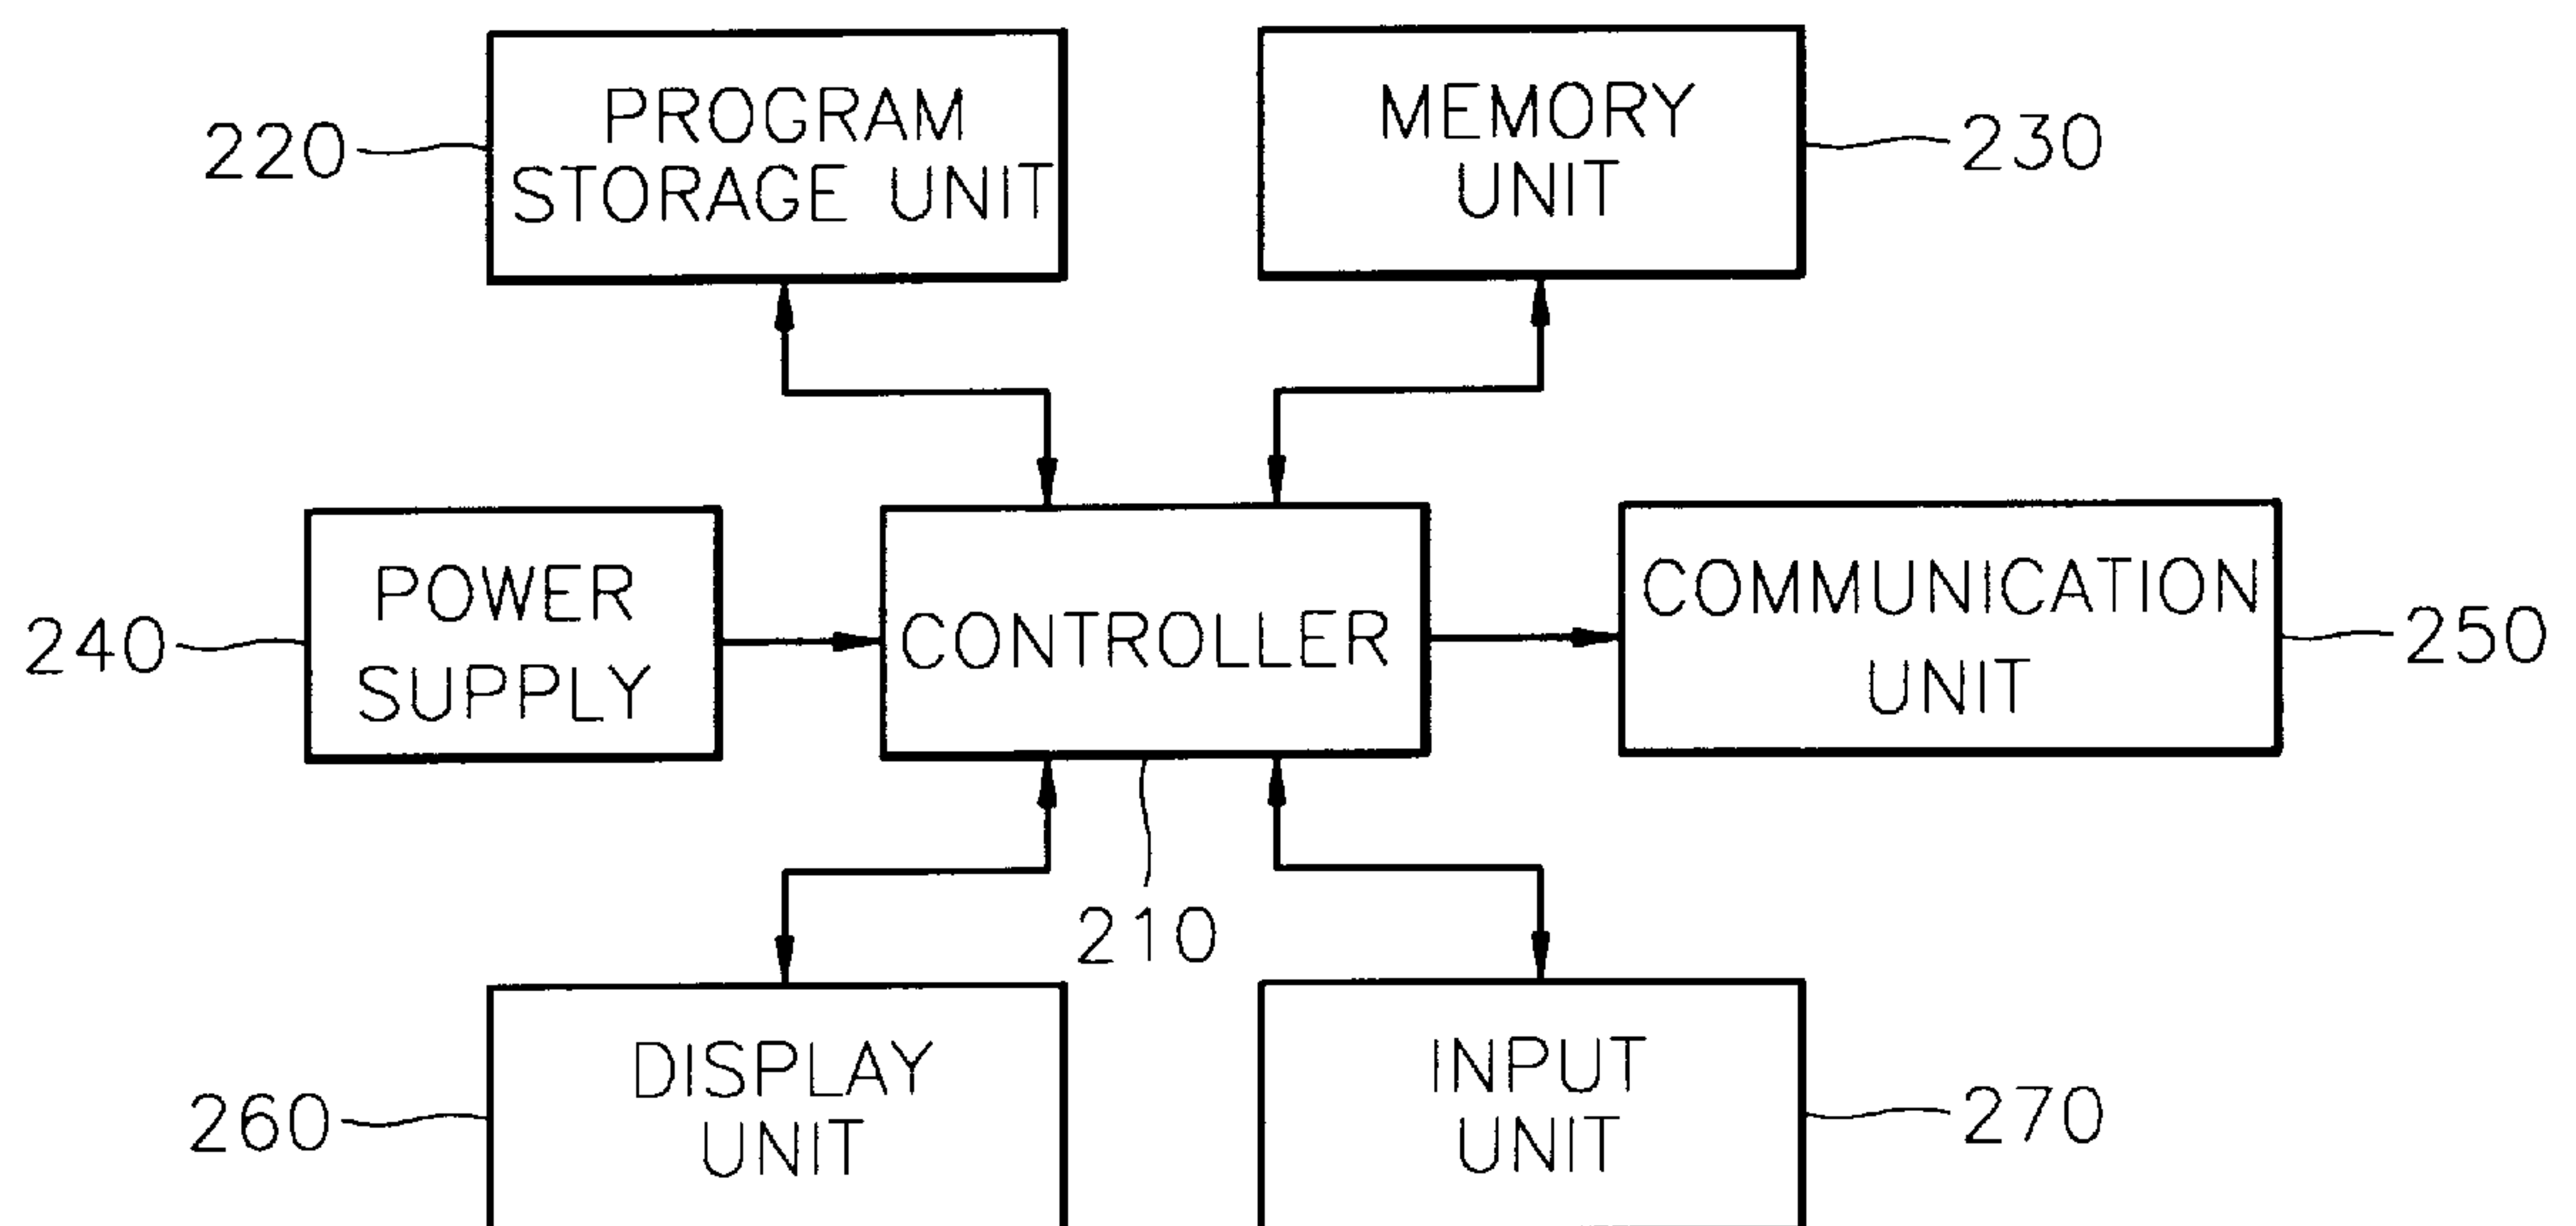 PROGRAM
STORAGE UNIT
220
MEMORY
UNIT
230
POWER
SUPPLY
240
CONTROLLER
210
COMMUNICATION
UNIT
250
DISPLAY
UNIT
260
INPUT
UNIT
270